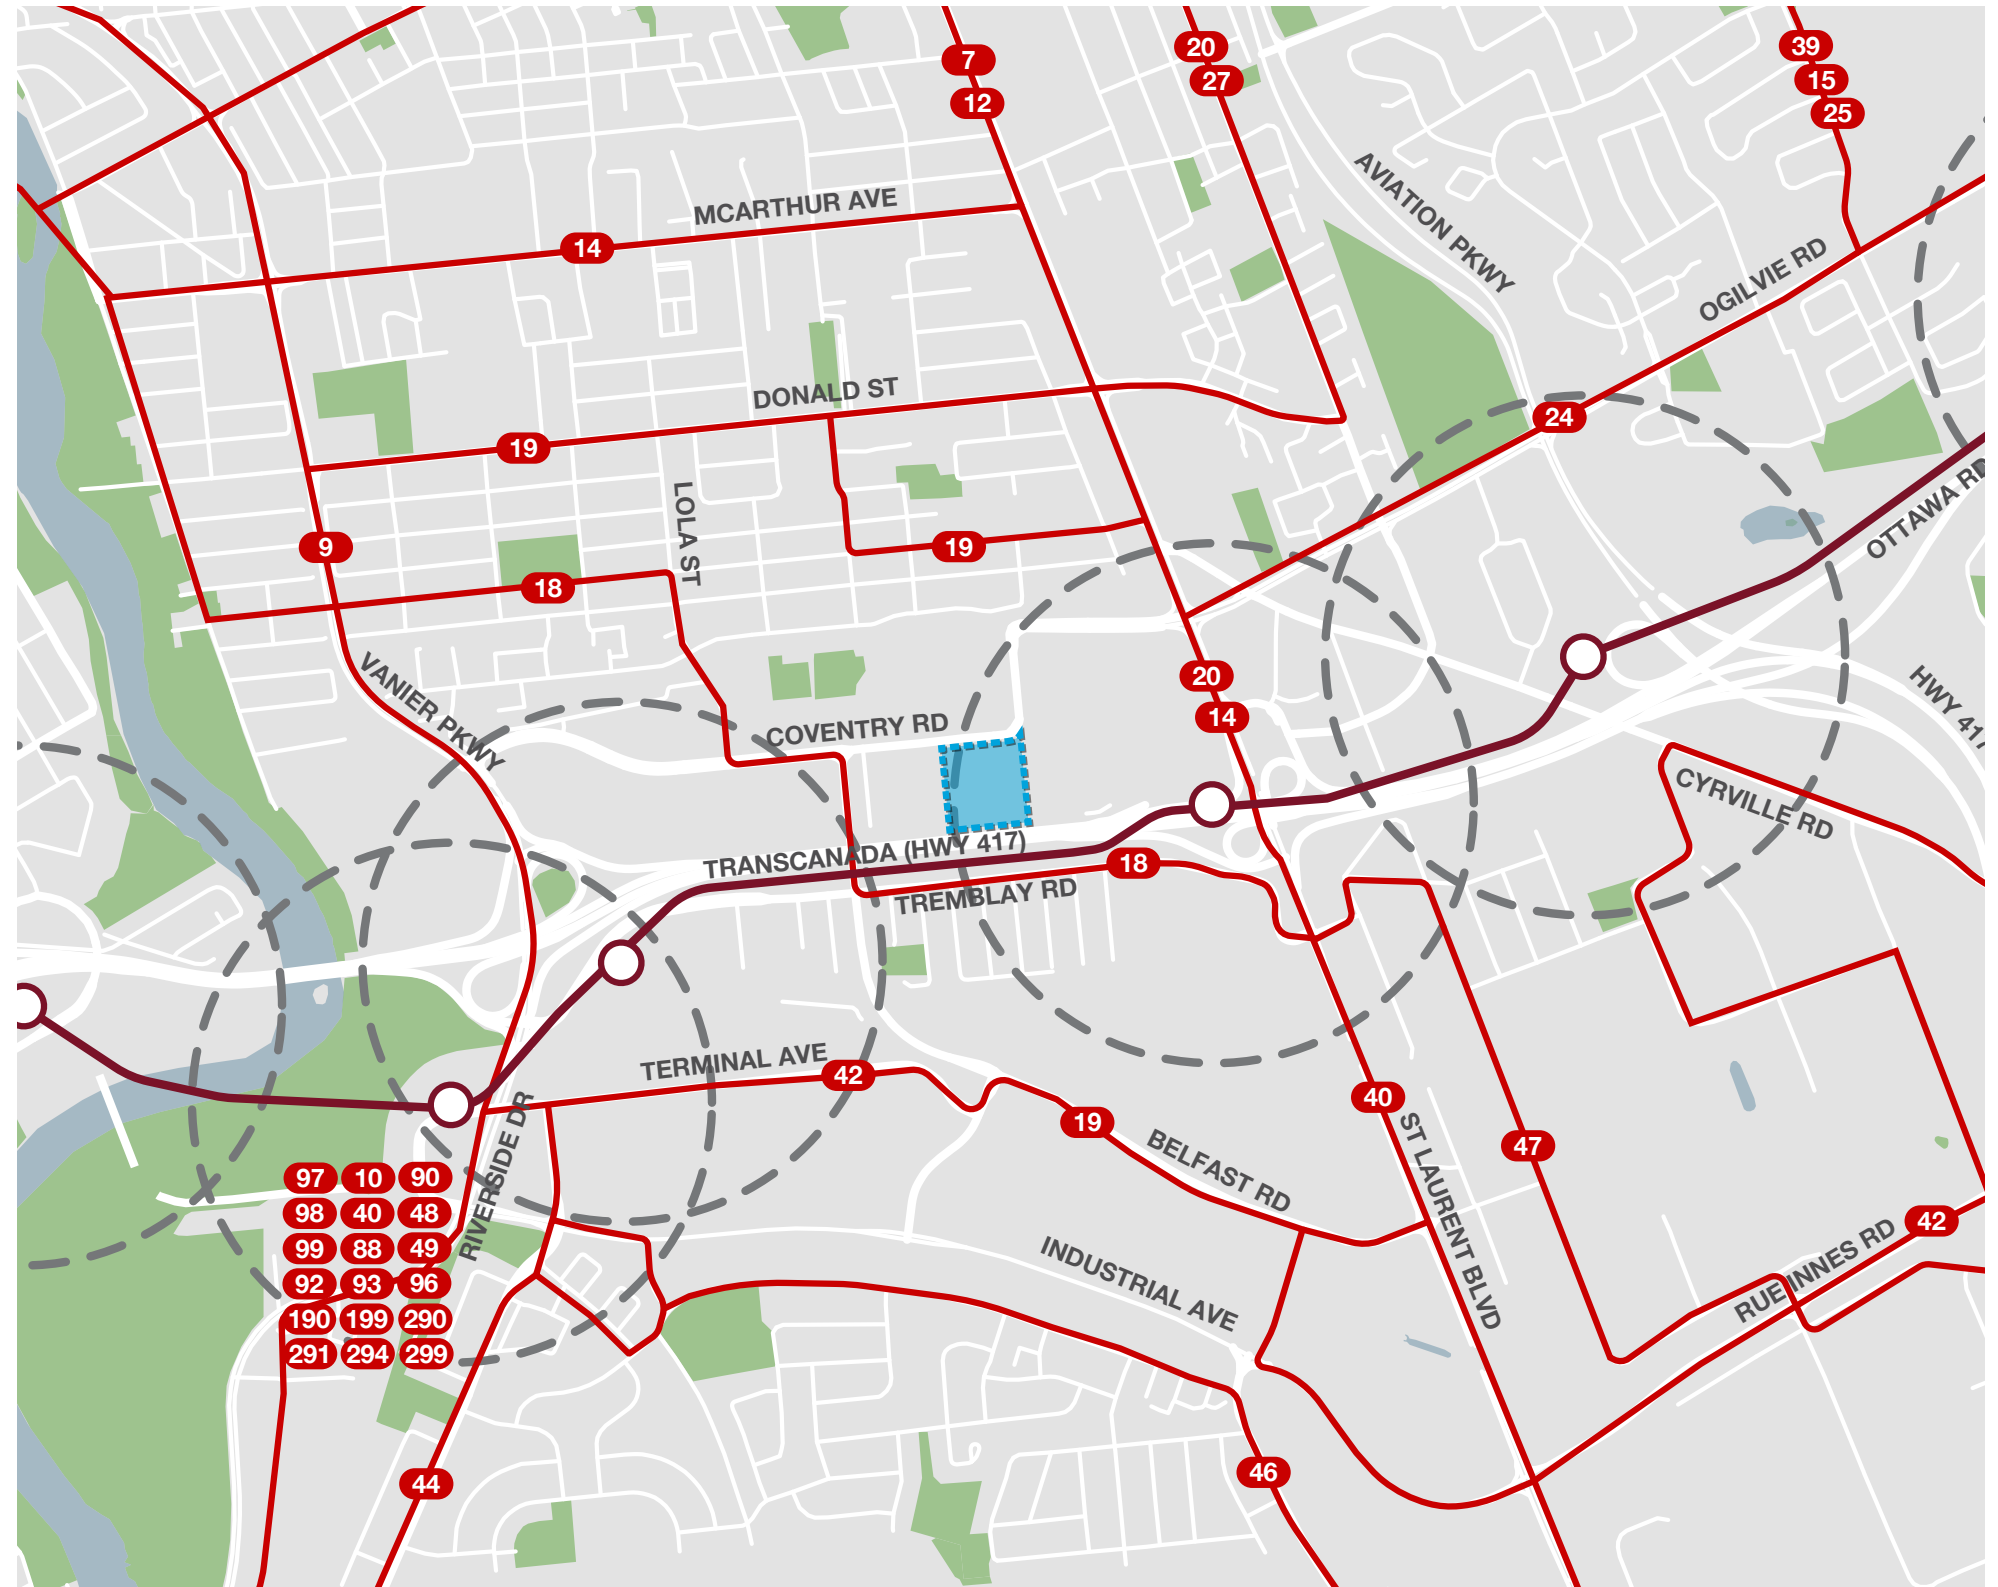 7
12
20
27
39
15
25
AVIATION PKWY
MCARTHUR AVE
14
OGILVIE RD
DONALD ST
24
19
LOLA ST
OTTAWA RD
9
19
18
VANIER PKWY
20
14
COVENTRY RD
HWY 417
CYRVILLE RD
TRANSCANADA (HWY 417)
18
TREMBLAY RD
TERMINAL AVE
42
40
19
RIVERSIDE DR
BELFAST RD
ST LAURENT BLVD
47
97 10 90
98 40 48
99 88 49
92 93 96
190 199 290
291 294 299
INDUSTRIAL AVE
RUE INNES RD
42
44
46